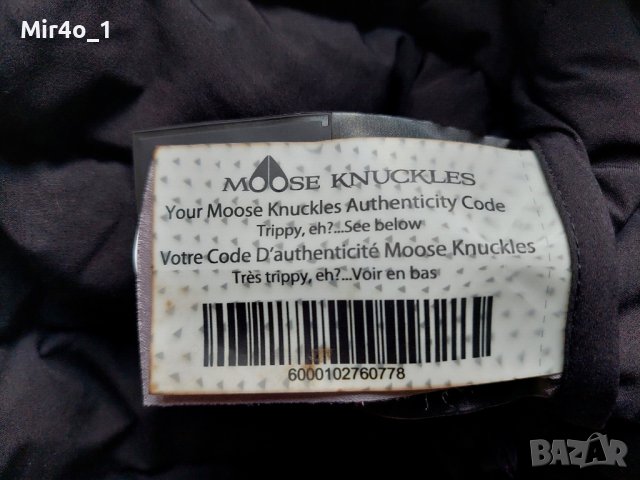 Mir4o_1
MOOSE KNUCKLES
Your Moose Knuckles Authenticity Code
Trippy, eh?...See below
Votre Code D'authenticité Moose Knuckles
Très trippy, eh?...Voir en bas
6000102760778
BAZAR